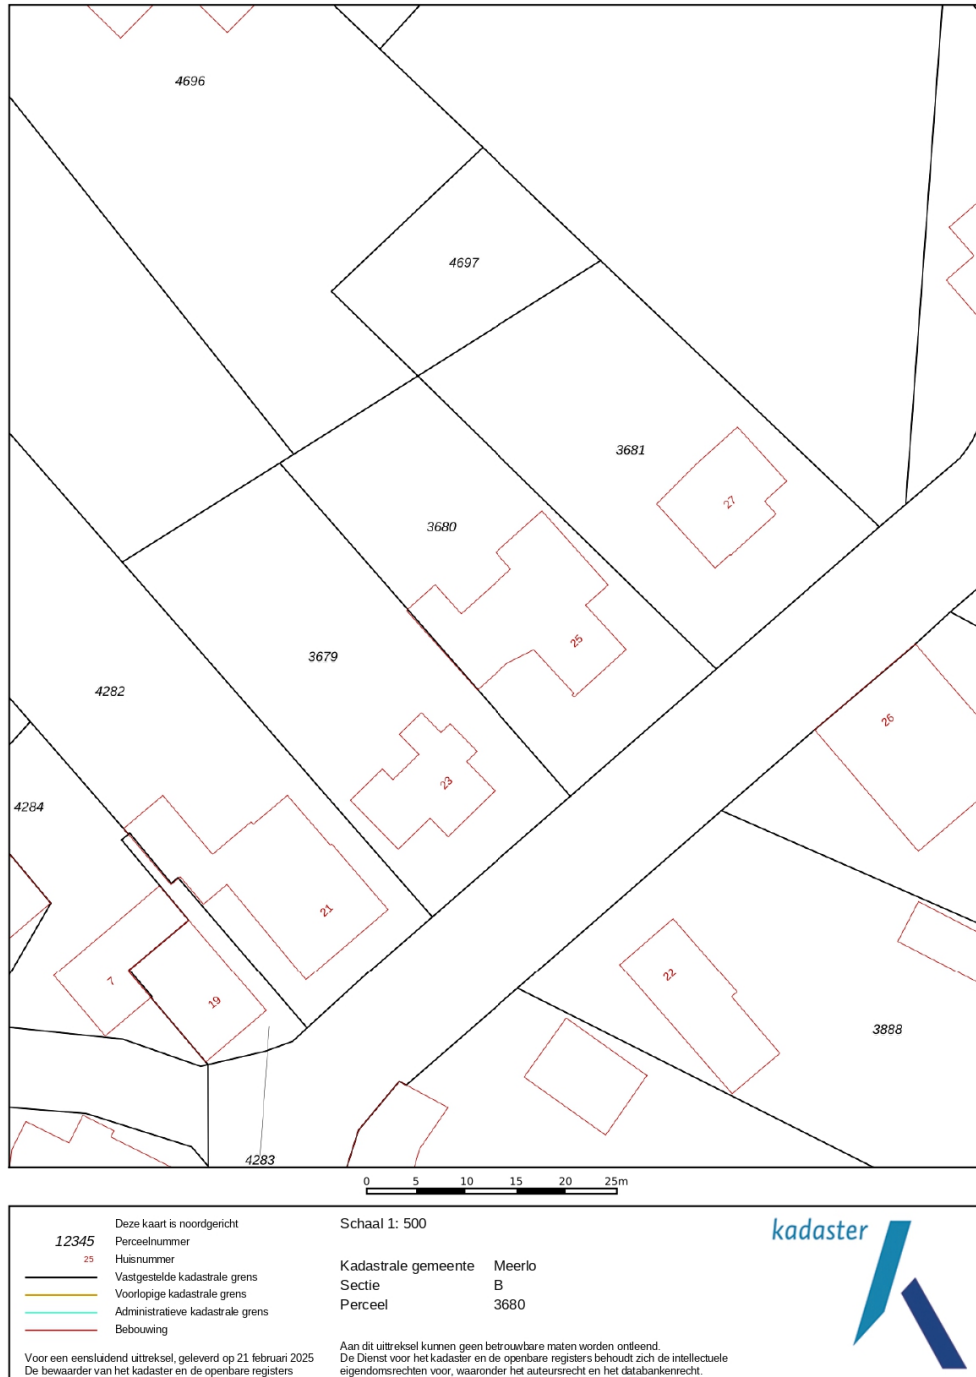 4696
4697
3681
27
3680
25
3679
4282
26
23
4284
21
7
19
22
3888
4283
0 5 10 15 20 25m
Deze kaart is noordgericht
12345 Perceelnummer
25 Huisnummer
Vastgestelde kadastrale grens
Voorlopige kadastrale grens
Administratieve kadastrale grens
Bebouwing
Voor een eensluidend uittreksel, geleverd op 21 februari 2025
De bewaarder van het kadaster en de openbare registers
Schaal 1: 500
Kadastrale gemeente Meerlo
Sectie B
Perceel 3680
Aan dit uittreksel kunnen geen betrouwbare maten worden ontleend.
De Dienst voor het kadaster en de openbare registers behoudt zich de intellectuele
eigendomsrechten voor, waaronder het auteursrecht en het databankenrecht.
kadaster